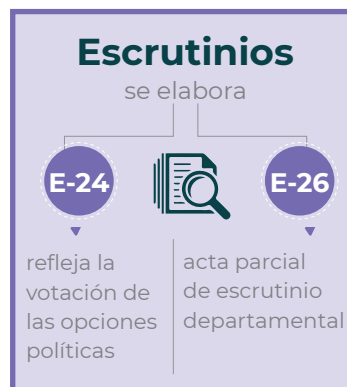 Escrutinios
se elabora
E-24
E-26
refleja la
votación de
las opciones
políticas
acta parcial
de escrutinio
departamental